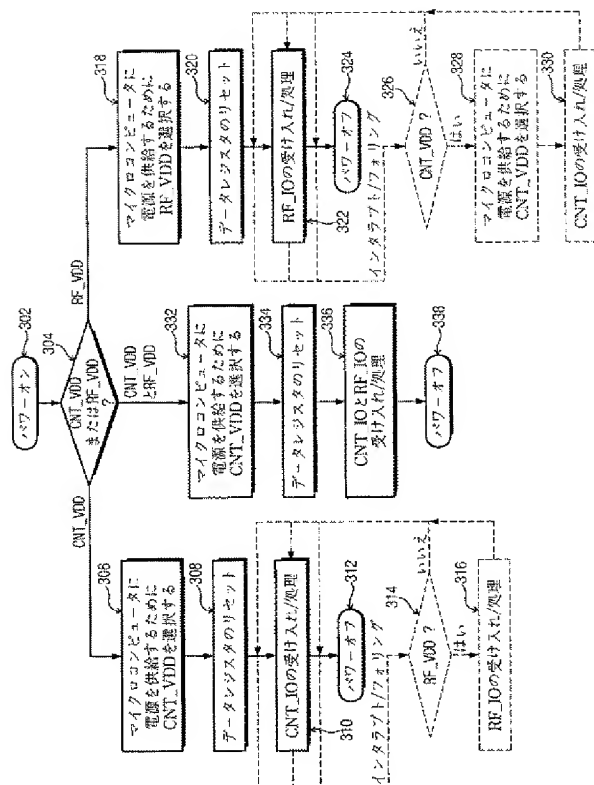 302
パワーオン
304
CNT_VDD
またはRF_VDD
?
CNT_VDD
CNT_VDD
とRF_VDD
RF_VDD
306
マイクロコンピュータに
電源を供給するために
CNT_VDDを選択する
308
データレジスタのリセット
CNT_IOの受け入れ/処理
310
312
パワーオフ
インタラプト/フォリング
314
RF_VDD ?
いいえ
はい
316
RF_IOの受け入れ/処理
332
マイクロコンピュータに
電源を供給するために
CNT_VDDを選択する
334
データレジスタのリセット
336
CNT_IOとRF_IOの
受け入れ/処理
338
パワーオフ
318
マイクロコンピュータに
電源を供給するために
RF_VDDを選択する
320
データレジスタのリセット
RF_IOの受け入れ/処理
322
324
パワーオフ
インタラプト/フォリング
326
CNT_VDD ?
いいえ
はい
328
マイクロコンピュータに
電源を供給するために
CNT_VDDを選択する
330
CNT_IOの受け入れ/処理